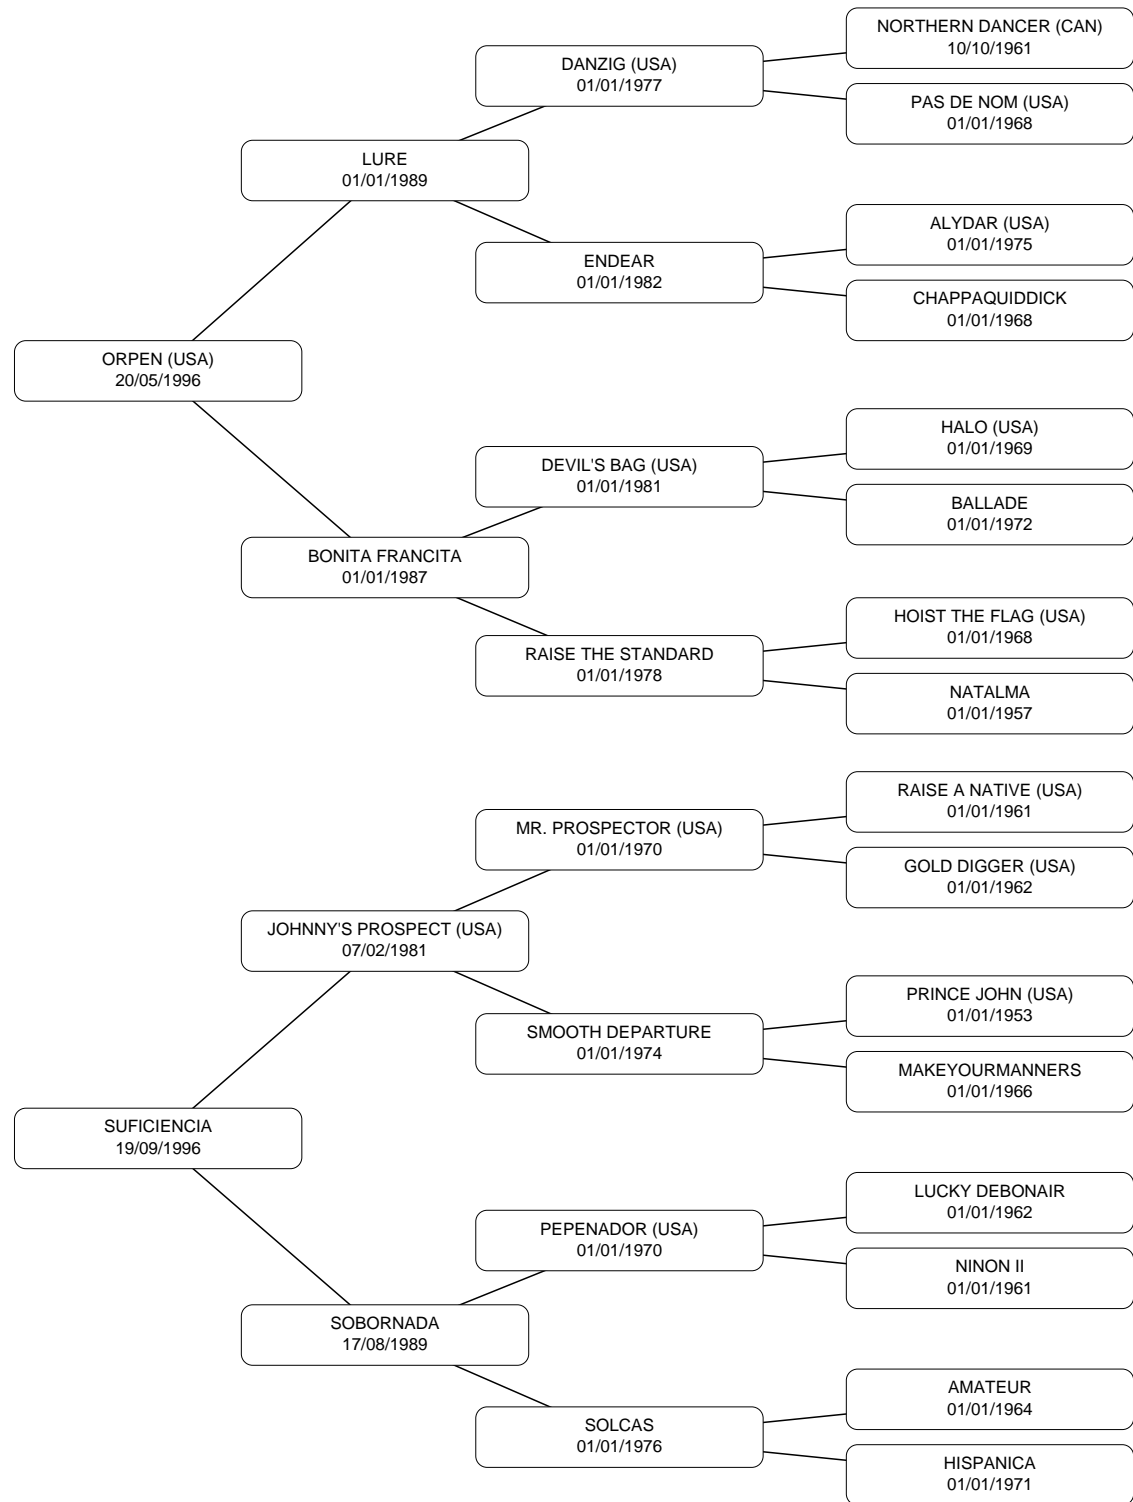 NORTHERN DANCER (CAN)
10/10/1961
DANZIG (USA)
01/01/1977
PAS DE NOM (USA)
01/01/1968
LURE
01/01/1989
ALYDAR (USA)
01/01/1975
ENDEAR
01/01/1982
CHAPPAQUIDDICK
01/01/1968
ORPEN (USA)
20/05/1996
HALO (USA)
01/01/1969
DEVIL'S BAG (USA)
01/01/1981
BALLADE
01/01/1972
BONITA FRANCITA
01/01/1987
HOIST THE FLAG (USA)
01/01/1968
RAISE THE STANDARD
01/01/1978
NATALMA
01/01/1957
RAISE A NATIVE (USA)
01/01/1961
MR. PROSPECTOR (USA)
01/01/1970
GOLD DIGGER (USA)
01/01/1962
JOHNNY'S PROSPECT (USA)
07/02/1981
PRINCE JOHN (USA)
01/01/1953
SMOOTH DEPARTURE
01/01/1974
MAKEYOURMANNERS
01/01/1966
SUFICIENCIA
19/09/1996
LUCKY DEBONAIR
01/01/1962
PEPENADOR (USA)
01/01/1970
NINON II
01/01/1961
SOBORNADA
17/08/1989
AMATEUR
01/01/1964
SOLCAS
01/01/1976
HISPANICA
01/01/1971